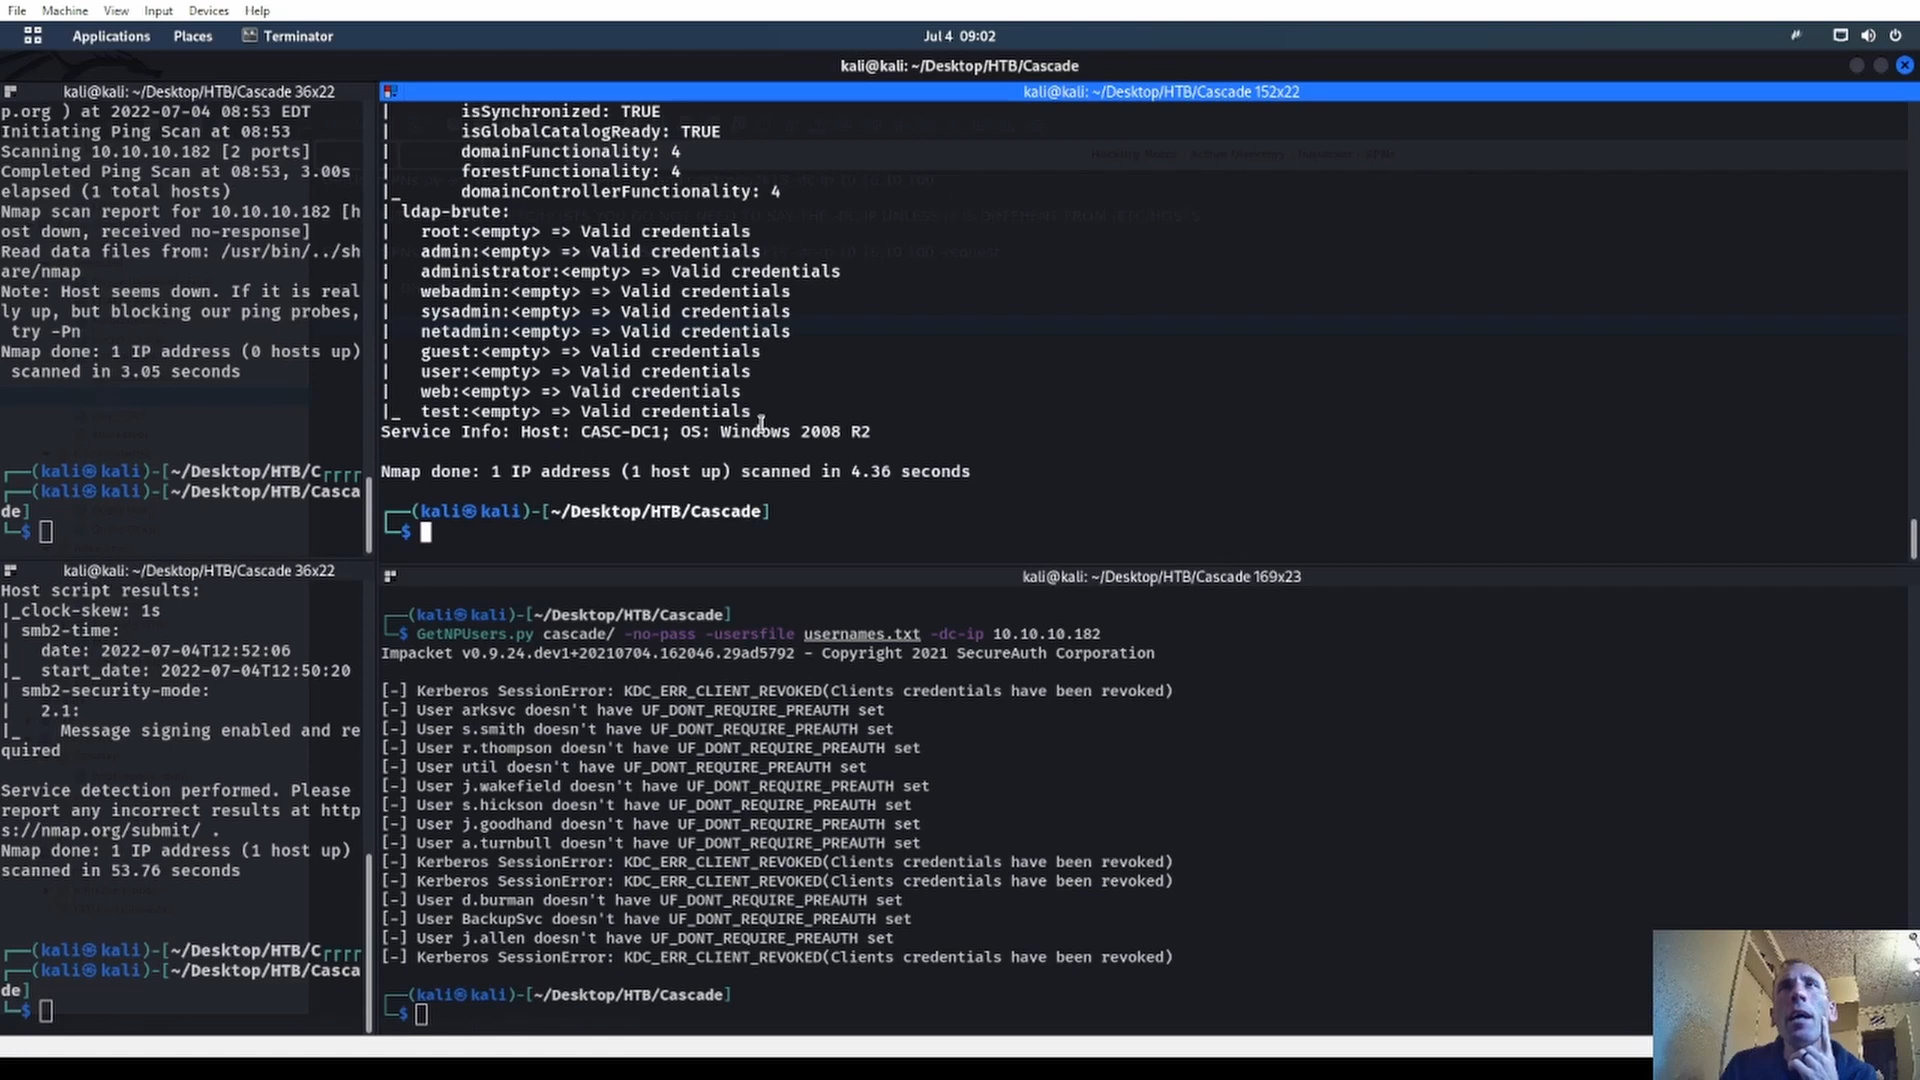 File Machine View Input Devices Help
Applications Places Terminator Jul 4 09:02
kali@kali: ~/Desktop/HTB/Cascade
kali@kali: ~/Desktop/HTB/Cascade 36x22
p.org ) at 2022-07-04 08:53 EDT
Initiating Ping Scan at 08:53
Scanning 10.10.10.182 [2 ports]
Completed Ping Scan at 08:53, 3.00s
elapsed (1 total hosts)
Nmap scan report for 10.10.10.182 [h
ost down, received no-response]
Read data files from: /usr/bin/../sh
are/nmap
Note: Host seems down. If it is real
ly up, but blocking our ping probes,
try -Pn
Nmap done: 1 IP address (0 hosts up)
scanned in 3.05 seconds
┌──(kali㉿kali)-[~/Desktop/HTB/C┌┌┌┌
┌──(kali㉿kali)-[~/Desktop/HTB/Casca
de]
└─$
kali@kali: ~/Desktop/HTB/Cascade 152x22
| isSynchronized: TRUE
| isGlobalCatalogReady: TRUE
| domainFunctionality: 4
| forestFunctionality: 4
|_ domainControllerFunctionality: 4
| ldap-brute:
| root:<empty> => Valid credentials
| admin:<empty> => Valid credentials
| administrator:<empty> => Valid credentials
| webadmin:<empty> => Valid credentials
| sysadmin:<empty> => Valid credentials
| netadmin:<empty> => Valid credentials
| guest:<empty> => Valid credentials
| user:<empty> => Valid credentials
| web:<empty> => Valid credentials
|_ test:<empty> => Valid credentials
Service Info: Host: CASC-DC1; OS: Windows 2008 R2
Nmap done: 1 IP address (1 host up) scanned in 4.36 seconds
┌──(kali㉿kali)-[~/Desktop/HTB/Cascade]
└─$
kali@kali: ~/Desktop/HTB/Cascade 36x22
Host script results:
|_clock-skew: 1s
| smb2-time:
| date: 2022-07-04T12:52:06
|_ start_date: 2022-07-04T12:50:20
| smb2-security-mode:
| 2.1:
|_ Message signing enabled and re
quired
Service detection performed. Please
report any incorrect results at http
s://nmap.org/submit/ .
Nmap done: 1 IP address (1 host up)
scanned in 53.76 seconds
┌──(kali㉿kali)-[~/Desktop/HTB/C┌┌┌┌
┌──(kali㉿kali)-[~/Desktop/HTB/Casca
de]
└─$
kali@kali: ~/Desktop/HTB/Cascade 169x23
┌──(kali㉿kali)-[~/Desktop/HTB/Cascade]
└─$ GetNPUsers.py cascade/ -no-pass -usersfile usernames.txt -dc-ip 10.10.10.182
Impacket v0.9.24.dev1+20210704.162046.29ad5792 - Copyright 2021 SecureAuth Corporation
[-] Kerberos SessionError: KDC_ERR_CLIENT_REVOKED(Clients credentials have been revoked)
[-] User arksvc doesn't have UF_DONT_REQUIRE_PREAUTH set
[-] User s.smith doesn't have UF_DONT_REQUIRE_PREAUTH set
[-] User r.thompson doesn't have UF_DONT_REQUIRE_PREAUTH set
[-] User util doesn't have UF_DONT_REQUIRE_PREAUTH set
[-] User j.wakefield doesn't have UF_DONT_REQUIRE_PREAUTH set
[-] User s.hickson doesn't have UF_DONT_REQUIRE_PREAUTH set
[-] User j.goodhand doesn't have UF_DONT_REQUIRE_PREAUTH set
[-] User a.turnbull doesn't have UF_DONT_REQUIRE_PREAUTH set
[-] Kerberos SessionError: KDC_ERR_CLIENT_REVOKED(Clients credentials have been revoked)
[-] Kerberos SessionError: KDC_ERR_CLIENT_REVOKED(Clients credentials have been revoked)
[-] User d.burman doesn't have UF_DONT_REQUIRE_PREAUTH set
[-] User BackupSvc doesn't have UF_DONT_REQUIRE_PREAUTH set
[-] User j.allen doesn't have UF_DONT_REQUIRE_PREAUTH set
[-] Kerberos SessionError: KDC_ERR_CLIENT_REVOKED(Clients credentials have been revoked)
┌──(kali㉿kali)-[~/Desktop/HTB/Cascade]
└─$